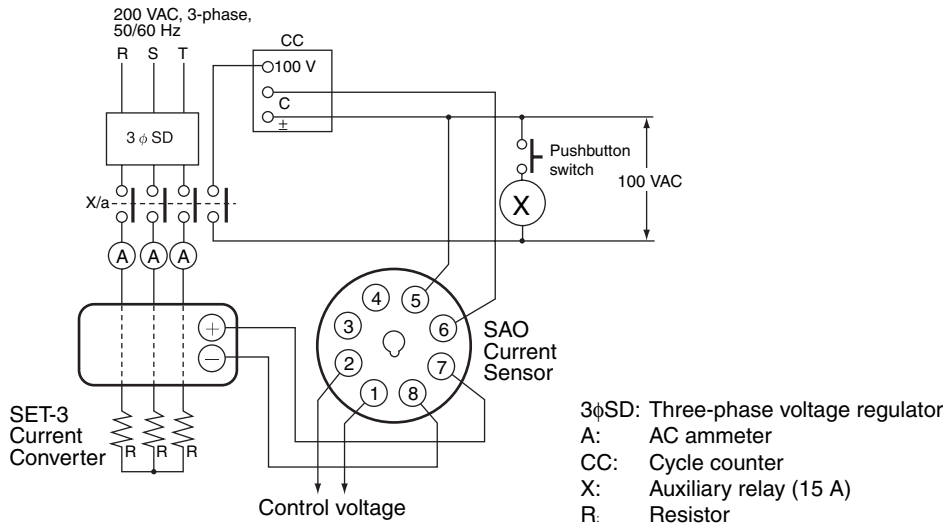 200 VAC, 3-phase,
50/60 Hz
R S T
CC
100 V
C
±
3 ϕ SD
Pushbutton
switch
100 VAC
X/a
X
A A A
+
−
4 5
3 6
2 7
1 8
SAO
Current
Sensor
SET-3
Current
Converter
R R R
Control voltage
3ϕSD: Three-phase voltage regulator
A: AC ammeter
CC: Cycle counter
X: Auxiliary relay (15 A)
R: Resistor